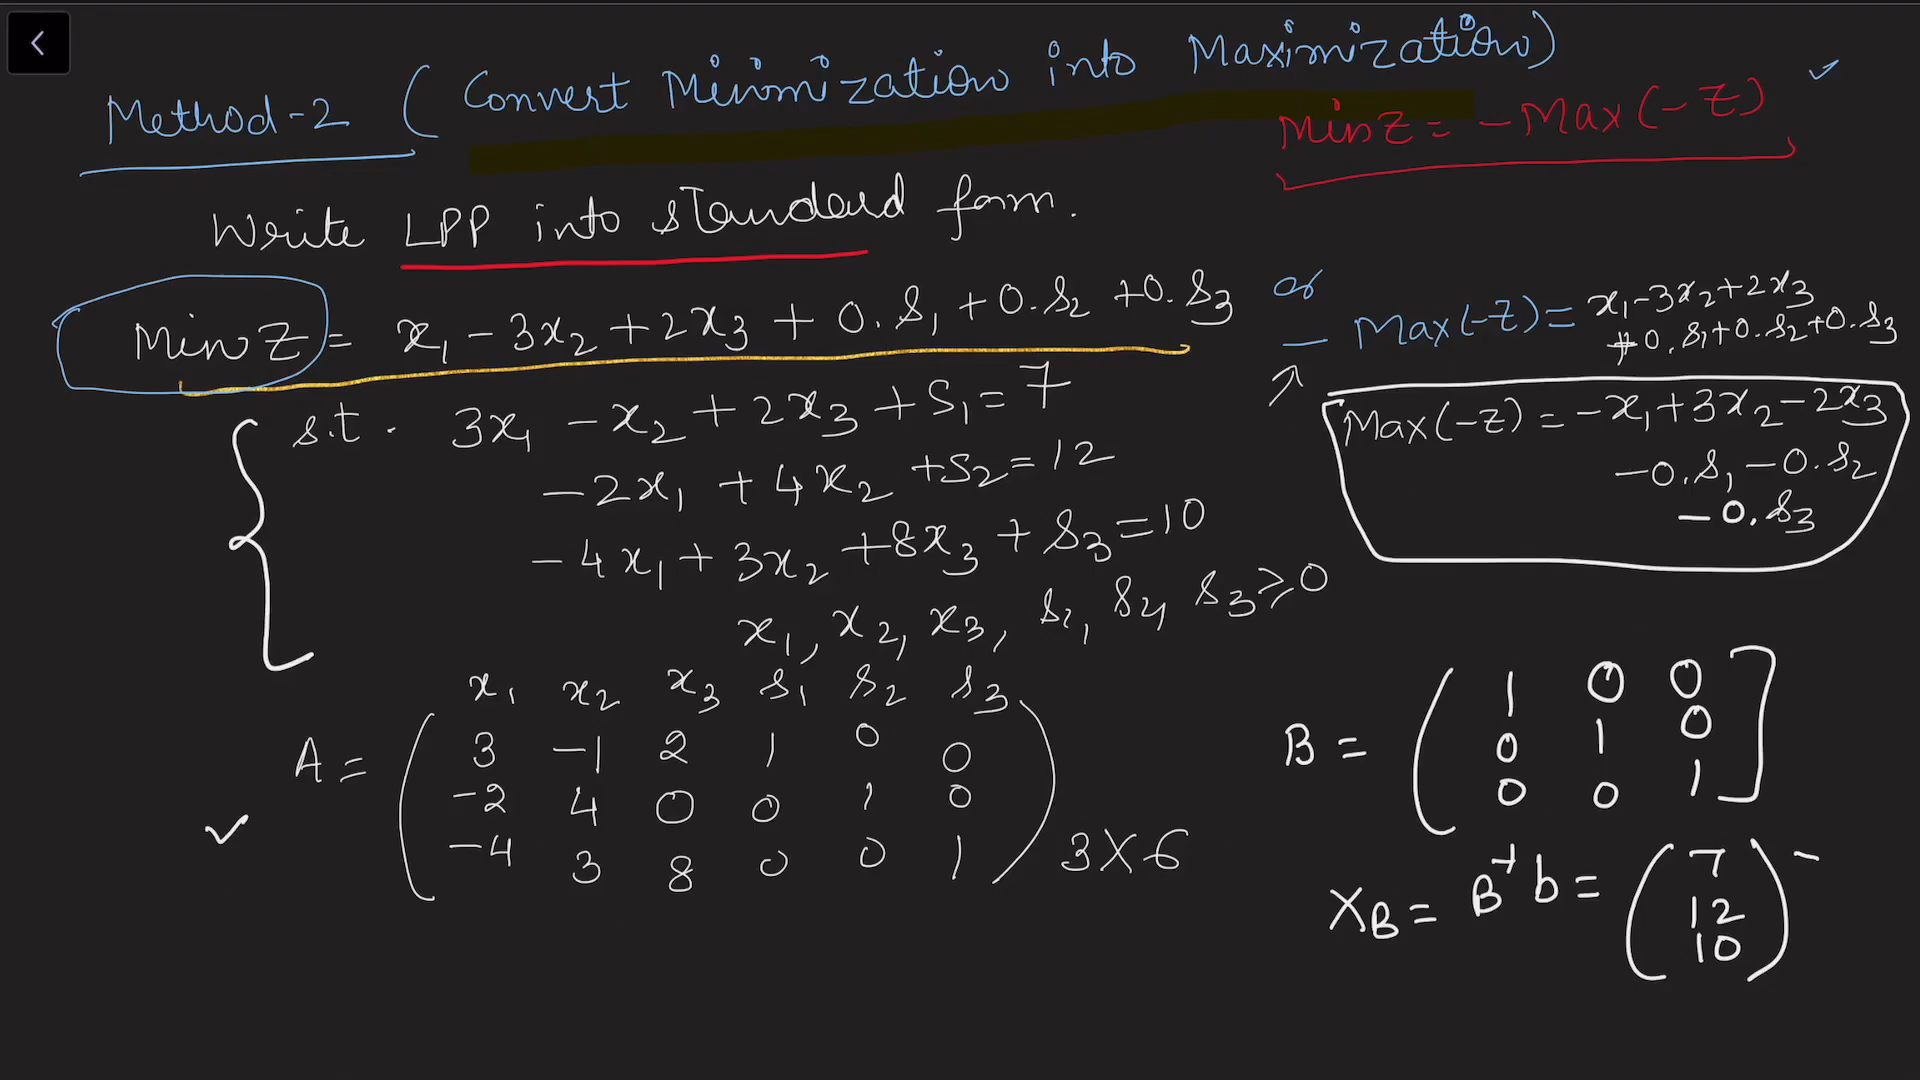 Method-2 ( Convert Minimization into Maximization)
Min Z = - Max (-Z)
Write LPP into standard form.
Min Z = x₁ - 3x₂ + 2x₃ + 0.s₁ + 0.s₂ + 0.s₃
or
- Max(-Z) = x₁ - 3x₂ + 2x₃
+ 0.s₁ + 0.s₂ + 0.s₃
Max(-Z) = -x₁ + 3x₂ - 2x₃
- 0.s₁ - 0.s₂
- 0.s₃
s.t. 3x₁ - x₂ + 2x₃ + s₁ = 7
-2x₁ + 4x₂ + s₂ = 12
-4x₁ + 3x₂ + 8x₃ + s₃ = 10
x₁, x₂, x₃, s₁, s₂, s₃ ≥ 0
x₁ x₂ x₃ s₁ s₂ s₃
A = ( 3 -1 2 1 0 0
-2 4 0 0 1 0
-4 3 8 0 0 1 ) 3X6
B = ( 1 0 0
0 1 0
0 0 1 ]
X_B = B⁻¹ b = ( 7
12
10 )